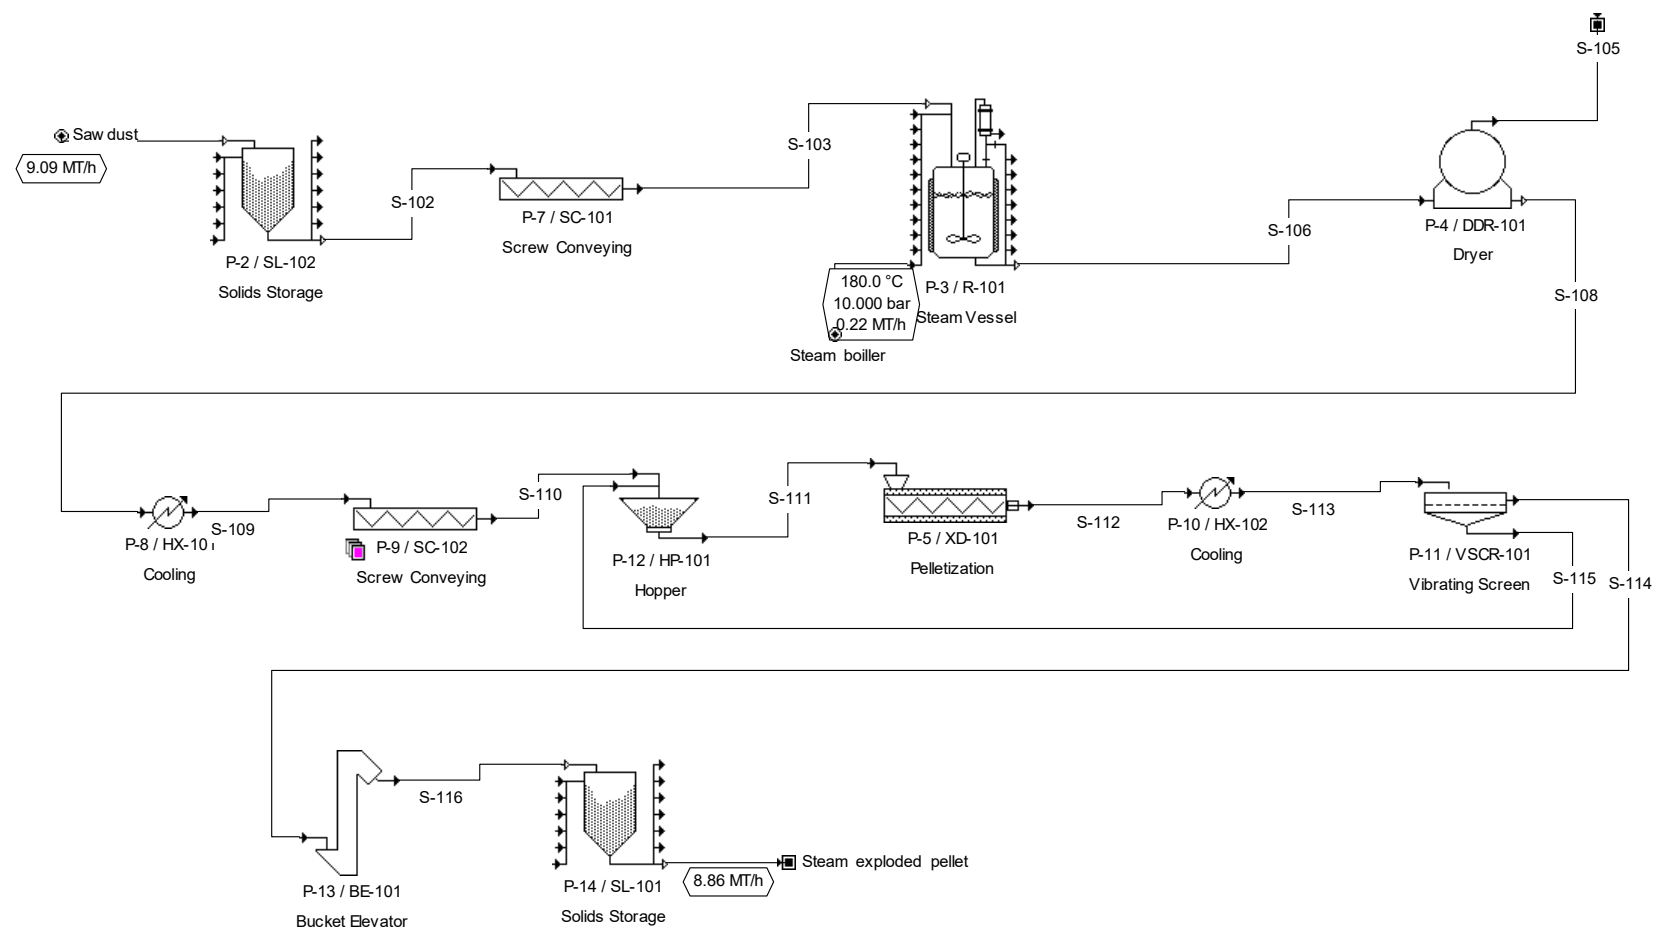 S-105
Saw dust
9.09 MT/h
S-102
P-2 / SL-102
Solids Storage
P-7 / SC-101
Screw Conveying
S-103
180.0 °C
10.000 bar
0.22 MT/h
Steam boiller
P-3 / R-101
Steam Vessel
S-106
P-4 / DDR-101
Dryer
S-108
P-8 / HX-10
Cooling
S-109
P-9 / SC-102
Screw Conveying
S-110
P-12 / HP-101
Hopper
S-111
P-5 / XD-101
Pelletization
S-112
P-10 / HX-102
Cooling
S-113
P-11 / VSCR-101
Vibrating Screen
S-115
S-114
P-13 / BE-101
Bucket Elevator
S-116
P-14 / SL-101
Solids Storage
8.86 MT/h
Steam exploded pellet